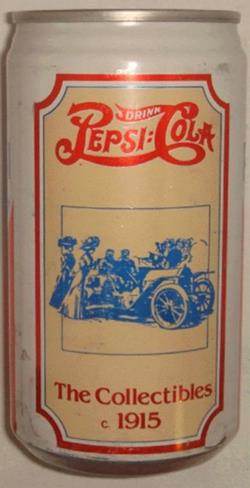 DRINK
PEPSI:COLA
The Collectibles
c. 1915